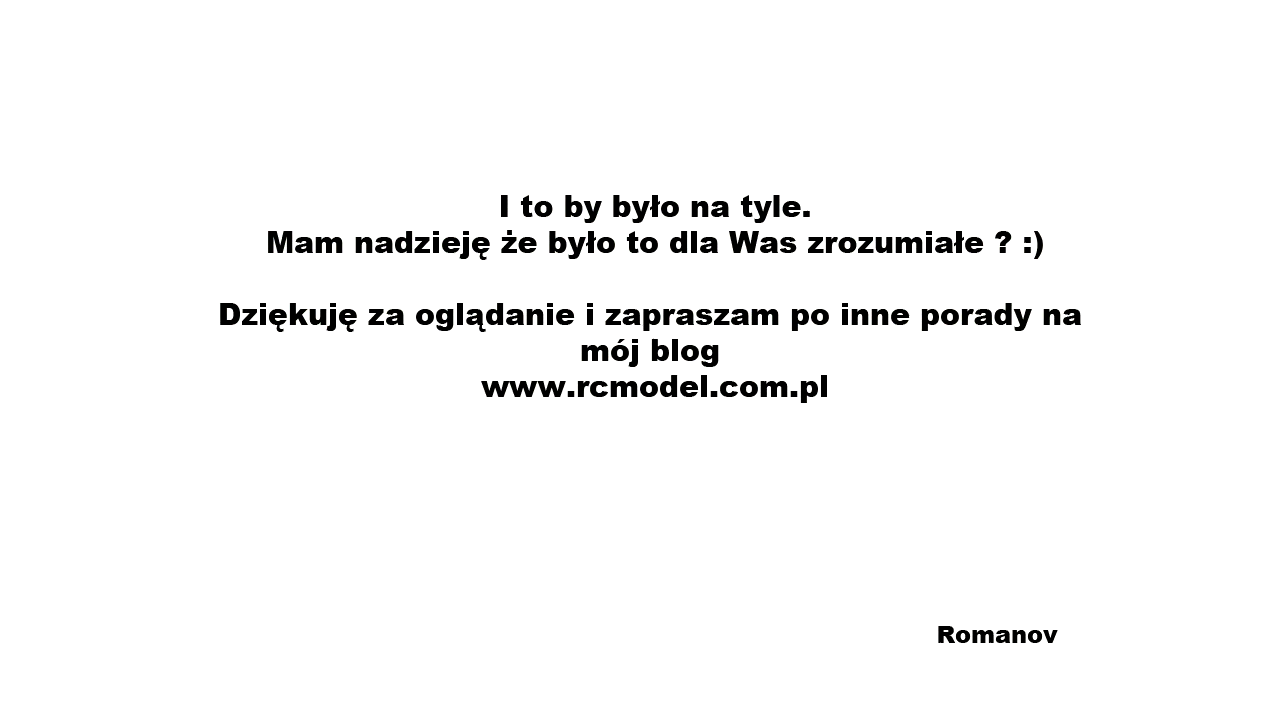 I to by było na tyle.
Mam nadzieję że było to dla Was zrozumiałe ? :)
Dziękuję za oglądanie i zapraszam po inne porady na
mój blog
www.rcmodel.com.pl
Romanov